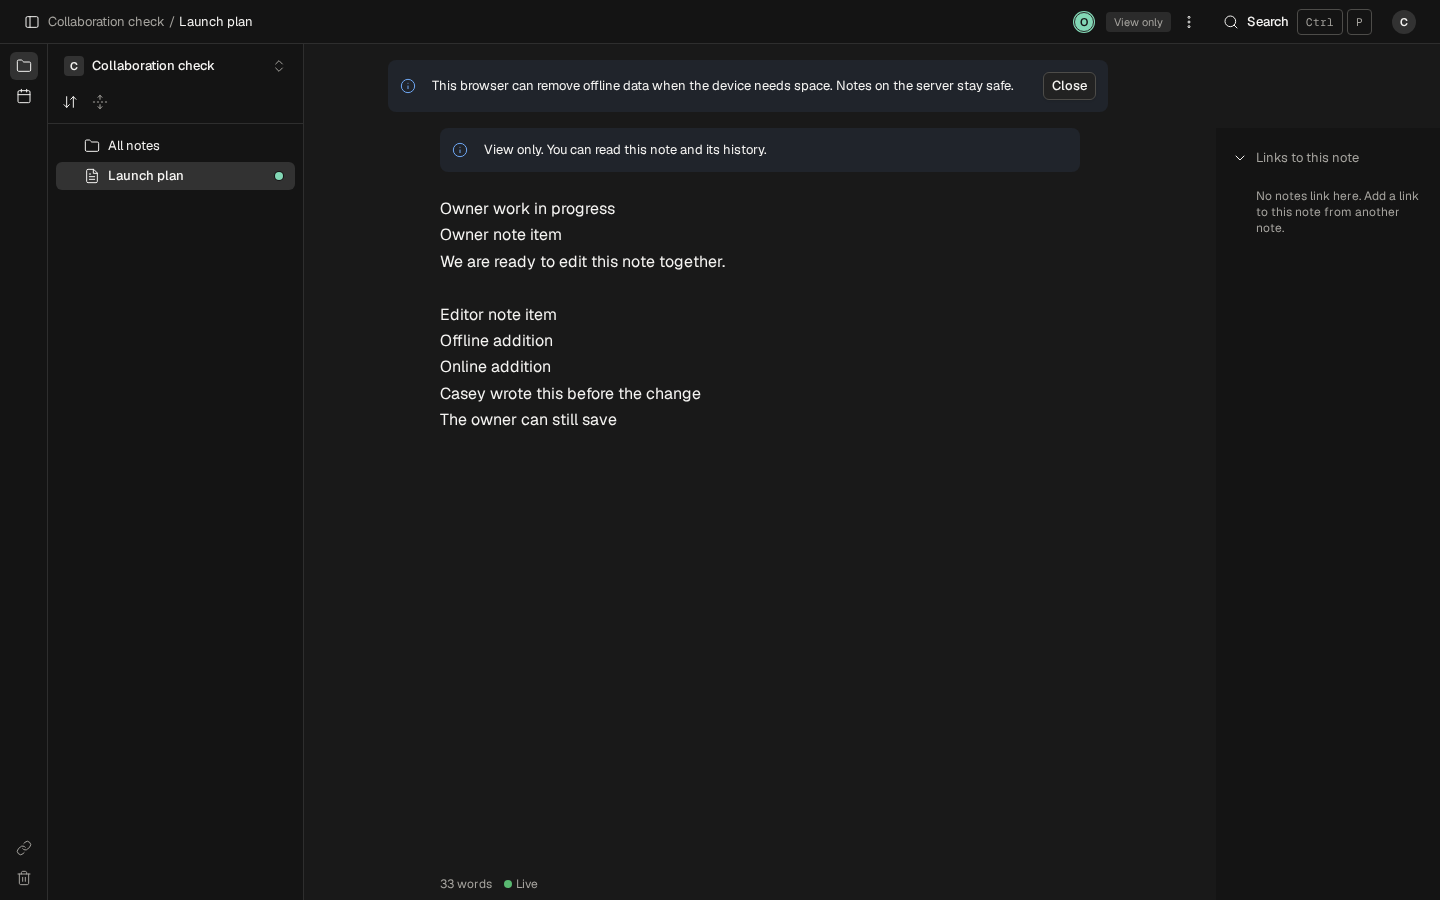 Collaboration check / Launch plan
O
View only
Search
Ctrl
P
C
C Collaboration check
All notes
Launch plan
This browser can remove offline data when the device needs space. Notes on the server stay safe.
Close
View only. You can read this note and its history.
Owner work in progress
Owner note item
We are ready to edit this note together.
Editor note item
Offline addition
Online addition
Casey wrote this before the change
The owner can still save
Links to this note
No notes link here. Add a link
to this note from another
note.
33 words
Live